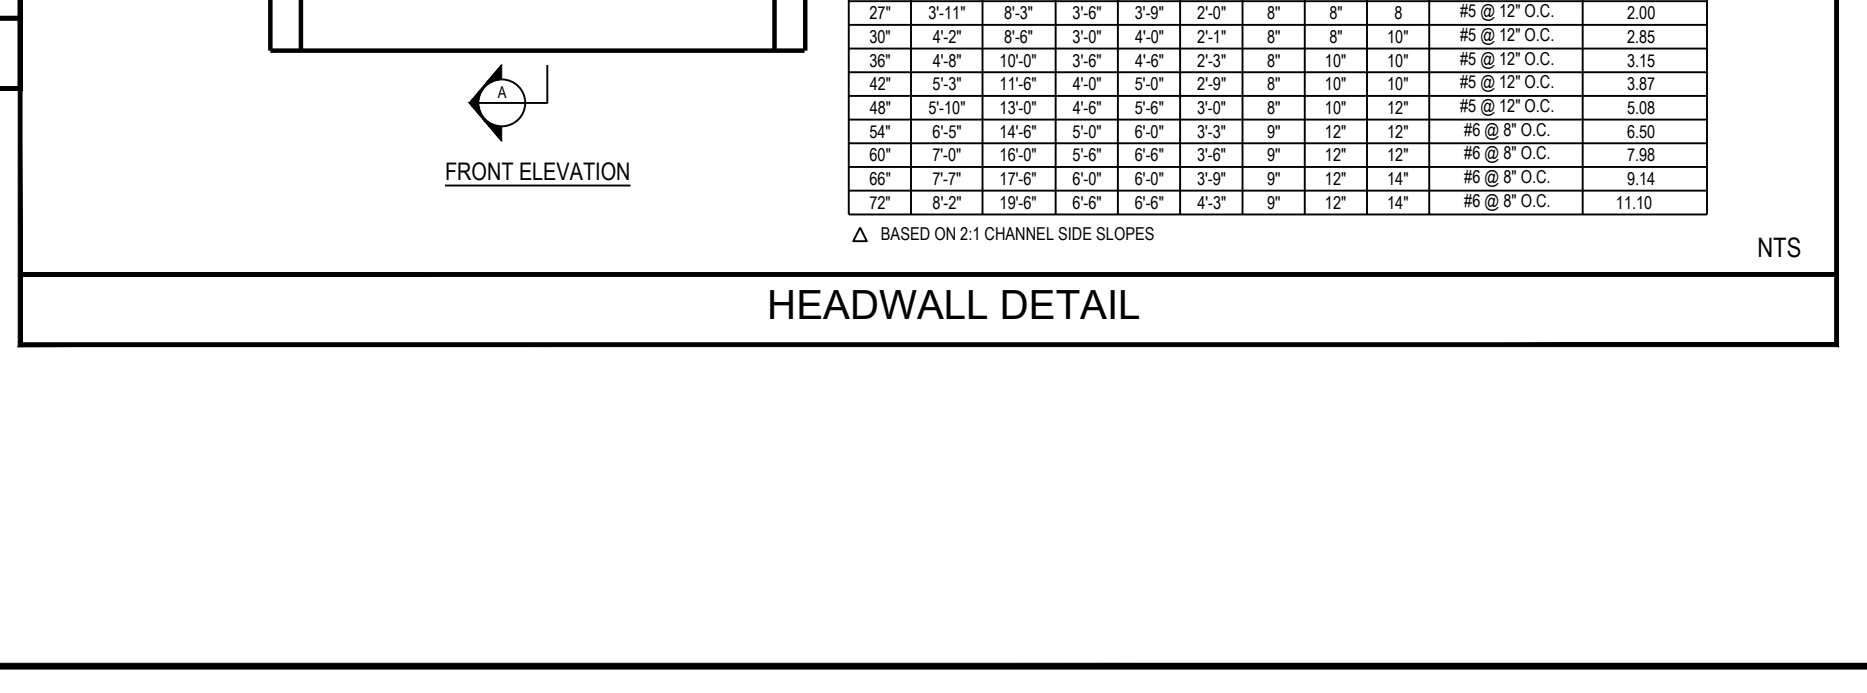 27" 3'-11" 8'-3" 3'-6" 3'-9" 2'-0" 8" 8" 8 #5 @ 12" O.C. 2.00
30" 4'-2" 8'-6" 3'-0" 4'-0" 2'-1" 8" 8" 10" #5 @ 12" O.C. 2.85
36" 4'-8" 10'-0" 3'-6" 4'-6" 2'-3" 8" 10" 10" #5 @ 12" O.C. 3.15
42" 5'-3" 11'-6" 4'-0" 5'-0" 2'-9" 8" 10" 10" #5 @ 12" O.C. 3.87
48" 5'-10" 13'-0" 4'-6" 5'-6" 3'-0" 8" 10" 12" #5 @ 12" O.C. 5.08
54" 6'-5" 14'-6" 5'-0" 6'-0" 3'-3" 9" 12" 12" #6 @ 8" O.C. 6.50
60" 7'-0" 16'-0" 5'-6" 6'-6" 3'-6" 9" 12" 12" #6 @ 8" O.C. 7.98
66" 7'-7" 17'-6" 6'-0" 6'-0" 3'-9" 9" 12" 14" #6 @ 8" O.C. 9.14
72" 8'-2" 19'-6" 6'-6" 6'-6" 4'-3" 9" 12" 14" #6 @ 8" O.C. 11.10
A
FRONT ELEVATION
△ BASED ON 2:1 CHANNEL SIDE SLOPES
NTS
HEADWALL DETAIL